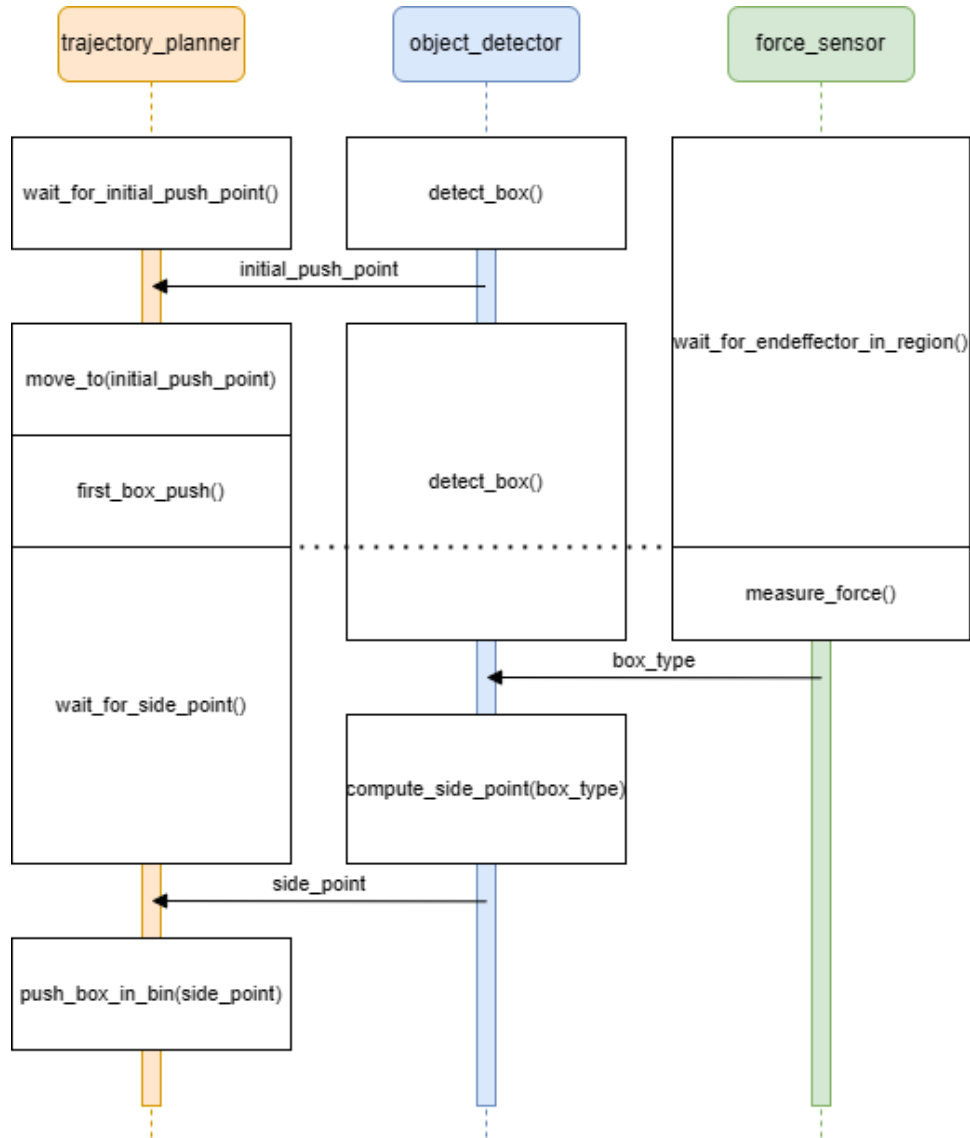 trajectory_planner
object_detector
force_sensor
wait_for_initial_push_point()
detect_box()
initial_push_point
wait_for_endeffector_in_region()
move_to(initial_push_point)
first_box_push()
detect_box()
measure_force()
box_type
wait_for_side_point()
compute_side_point(box_type)
side_point
push_box_in_bin(side_point)